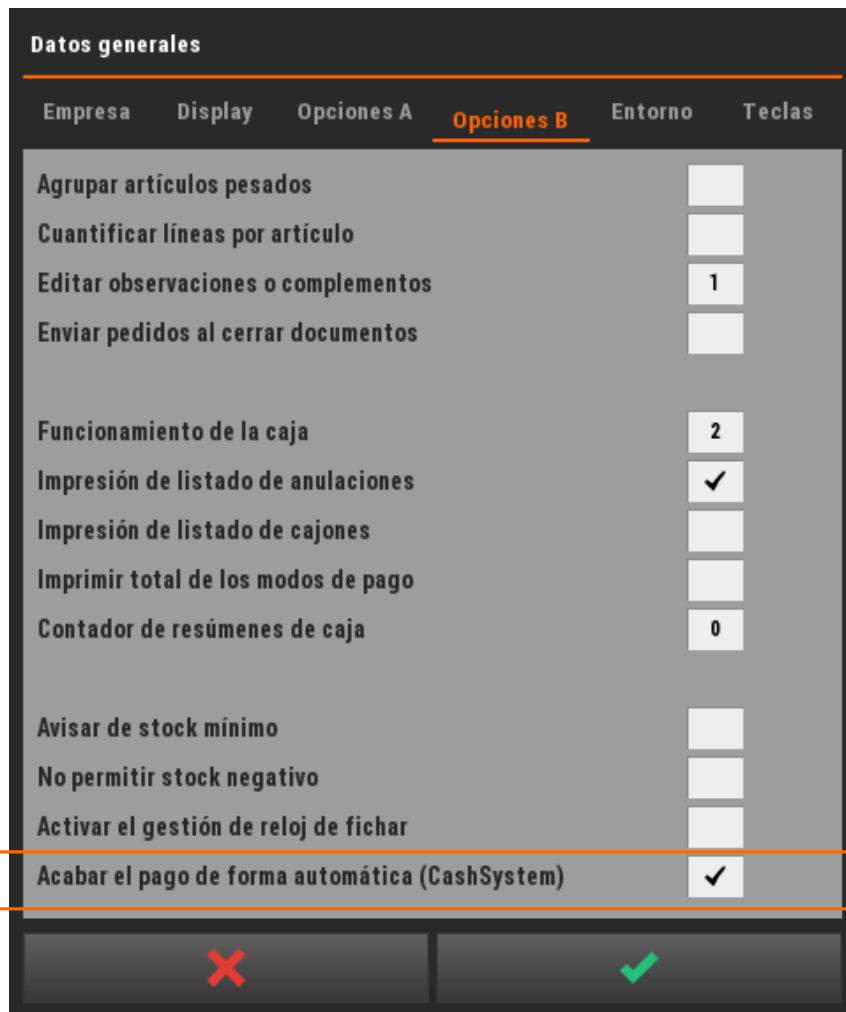 Datos generales
Empresa Display Opciones A Opciones B Entorno Teclas
Agrupar artículos pesados
Cuantificar líneas por artículo
Editar observaciones o complementos 1
Enviar pedidos al cerrar documentos
Funcionamiento de la caja 2
Impresión de listado de anulaciones
Impresión de listado de cajones
Imprimir total de los modos de pago
Contador de resúmenes de caja 0
Avisar de stock mínimo
No permitir stock negativo
Activar el gestión de reloj de fichar
Acabar el pago de forma automática (CashSystem)